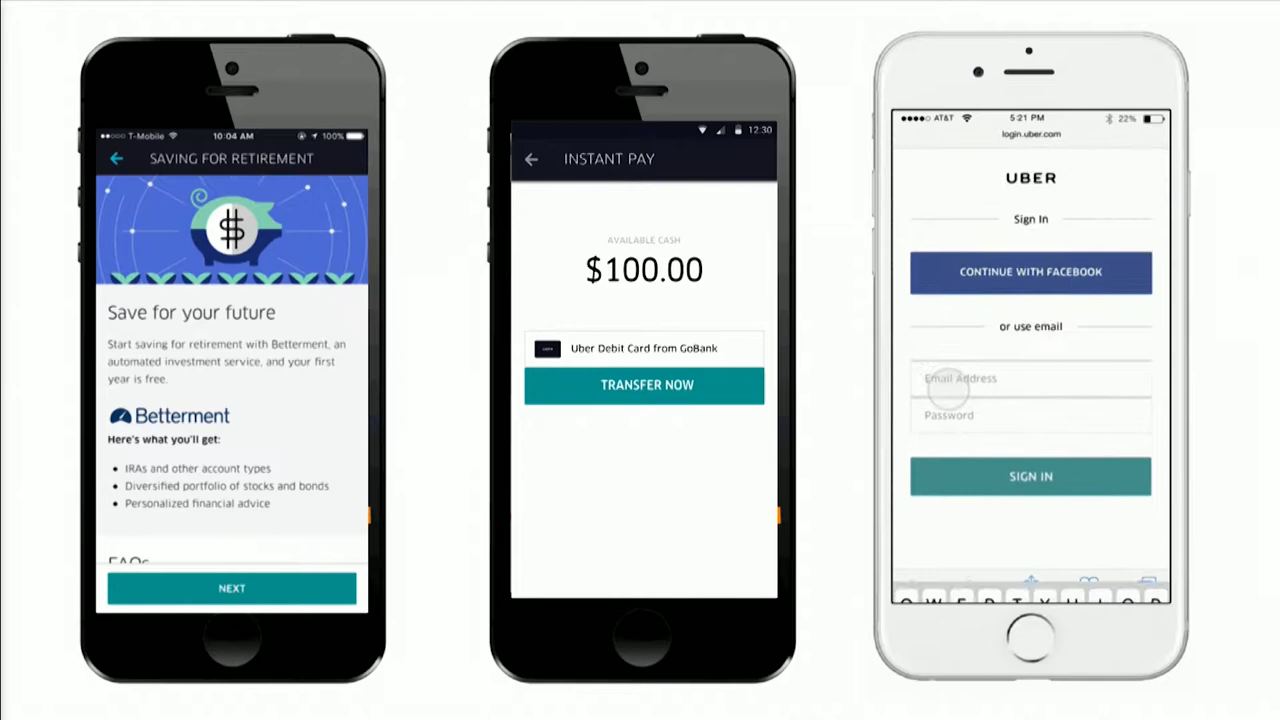 T-Mobile 10:04 AM 100%
SAVING FOR RETIREMENT
$
Save for your future
Start saving for retirement with Betterment, an
automated investment service, and your first
year is free.
Betterment
Here's what you'll get:
IRAs and other account types
Diversified portfolio of stocks and bonds
Personalized financial advice
FAQs
NEXT
12:30
INSTANT PAY
AVAILABLE CASH
$100.00
Uber Debit Card from GoBank
TRANSFER NOW
AT&T 5:21 PM 22%
login.uber.com
UBER
Sign In
CONTINUE WITH FACEBOOK
or use email
Email Address
Password
SIGN IN
Q W E R T Y U I O P